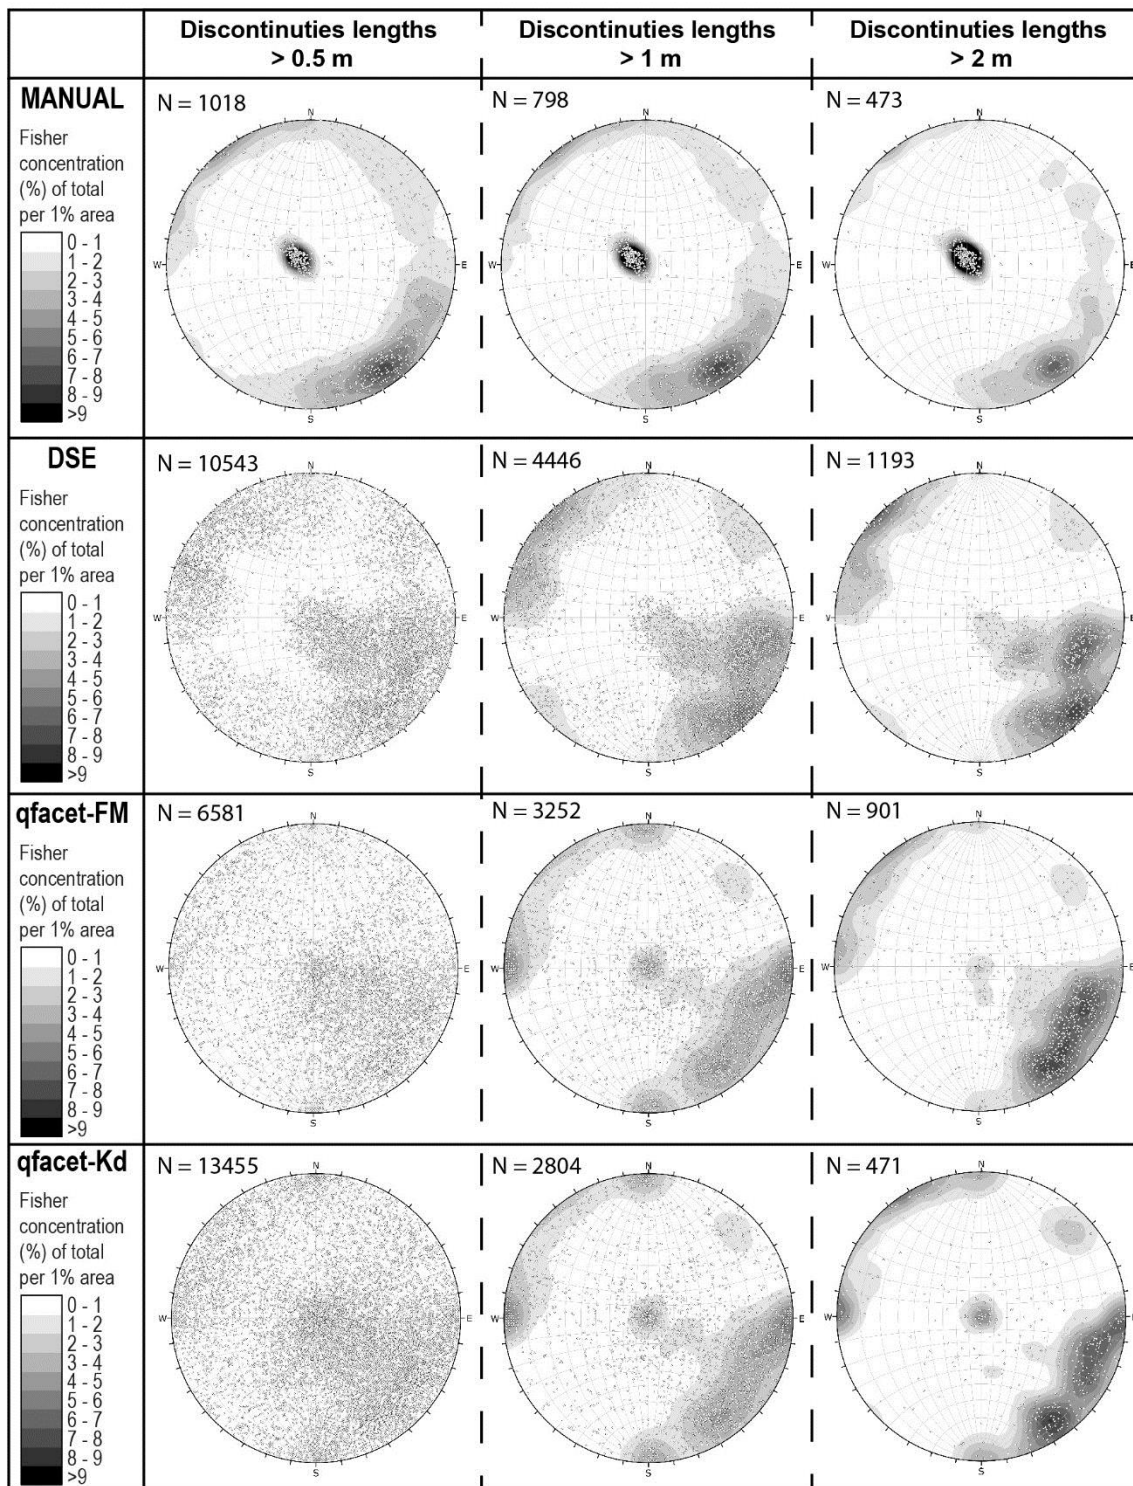 Discontinuties lengths
> 0.5 m
Discontinuties lengths
> 1 m
Discontinuties lengths
> 2 m
MANUAL
Fisher
concentration
(%) of total
per 1% area
0 - 1
1 - 2
2 - 3
3 - 4
4 - 5
5 - 6
6 - 7
7 - 8
8 - 9
>9
N = 1018
N
W
E
S
N = 798
N
W
E
S
N = 473
N
W
E
S
DSE
Fisher
concentration
(%) of total
per 1% area
0 - 1
1 - 2
2 - 3
3 - 4
4 - 5
5 - 6
6 - 7
7 - 8
8 - 9
>9
N = 10543
N
W
E
S
N = 4446
N
W
E
S
N = 1193
N
W
E
S
qfacet-FM
Fisher
concentration
(%) of total
per 1% area
0 - 1
1 - 2
2 - 3
3 - 4
4 - 5
5 - 6
6 - 7
7 - 8
8 - 9
>9
N = 6581
N
W
E
S
N = 3252
N
W
E
S
N = 901
N
W
E
S
qfacet-Kd
Fisher
concentration
(%) of total
per 1% area
0 - 1
1 - 2
2 - 3
3 - 4
4 - 5
5 - 6
6 - 7
7 - 8
8 - 9
>9
N = 13455
N
W
E
S
N = 2804
N
W
E
S
N = 471
N
W
E
S